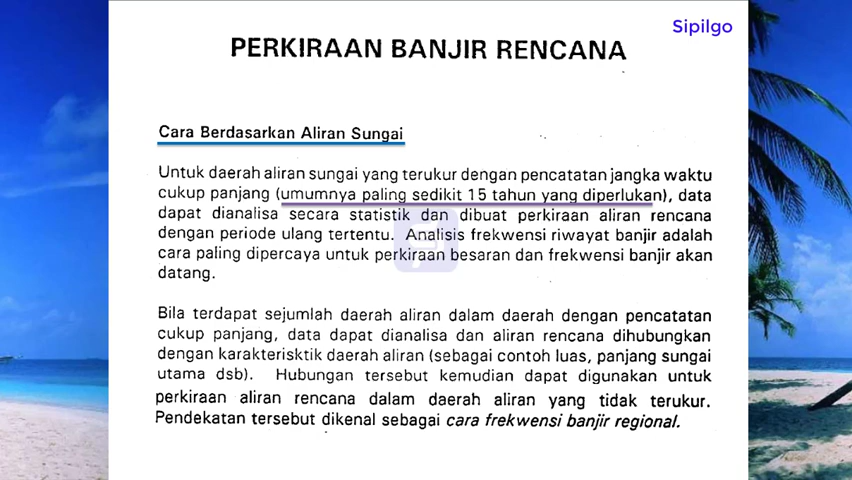 Sipilgo
PERKIRAAN BANJIR RENCANA
Cara Berdasarkan Aliran Sungai
Untuk daerah aliran sungai yang terukur dengan pencatatan jangka waktu
cukup panjang (umumnya paling sedikit 15 tahun yang diperlukan), data
dapat dianalisa secara statistik dan dibuat perkiraan aliran rencana
dengan periode ulang tertentu. Analisis frekwensi riwayat banjir adalah
cara paling dipercaya untuk perkiraan besaran dan frekwensi banjir akan
datang.
Bila terdapat sejumlah daerah aliran dalam daerah dengan pencatatan
cukup panjang, data dapat dianalisa dan aliran rencana dihubungkan
dengan karakterisktik daerah aliran (sebagai contoh luas, panjang sungai
utama dsb). Hubungan tersebut kemudian dapat digunakan untuk
perkiraan aliran rencana dalam daerah aliran yang tidak terukur.
Pendekatan tersebut dikenal sebagai cara frekwensi banjir regional.